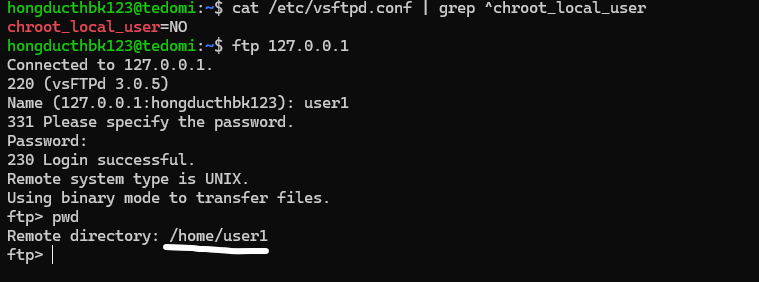 hongducthbk123@tedomi:~$ cat /etc/vsftpd.conf | grep ^chroot_local_user
chroot_local_user=NO
hongducthbk123@tedomi:~$ ftp 127.0.0.1
Connected to 127.0.0.1.
220 (vsFTPd 3.0.5)
Name (127.0.0.1:hongducthbk123): user1
331 Please specify the password.
Password:
230 Login successful.
Remote system type is UNIX.
Using binary mode to transfer files.
ftp> pwd
Remote directory: /home/user1
ftp>